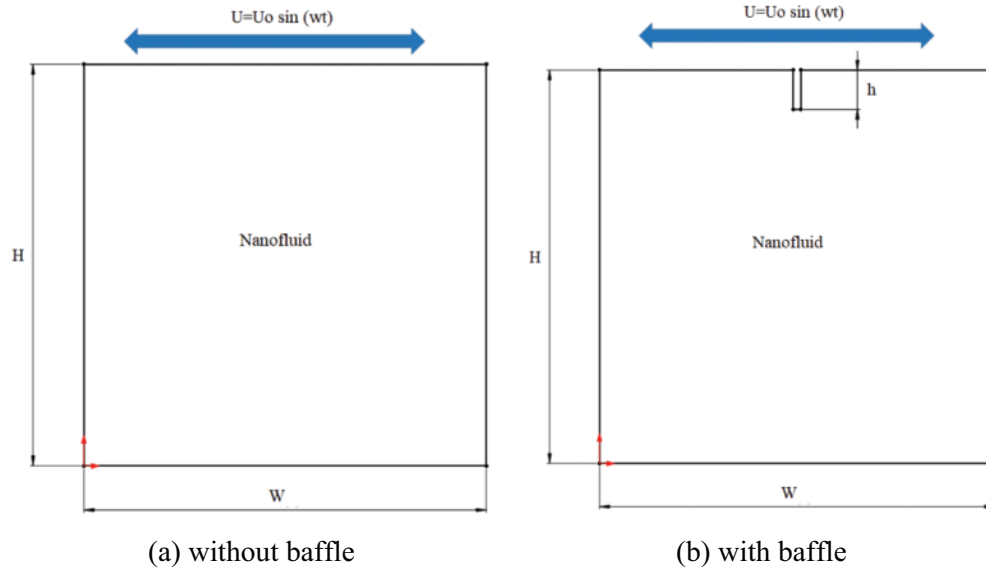 U=Uo sin (wt)
H
Nanofluid
W
(a) without baffle
U=Uo sin (wt)
h
H
Nanofluid
W
(b) with baffle